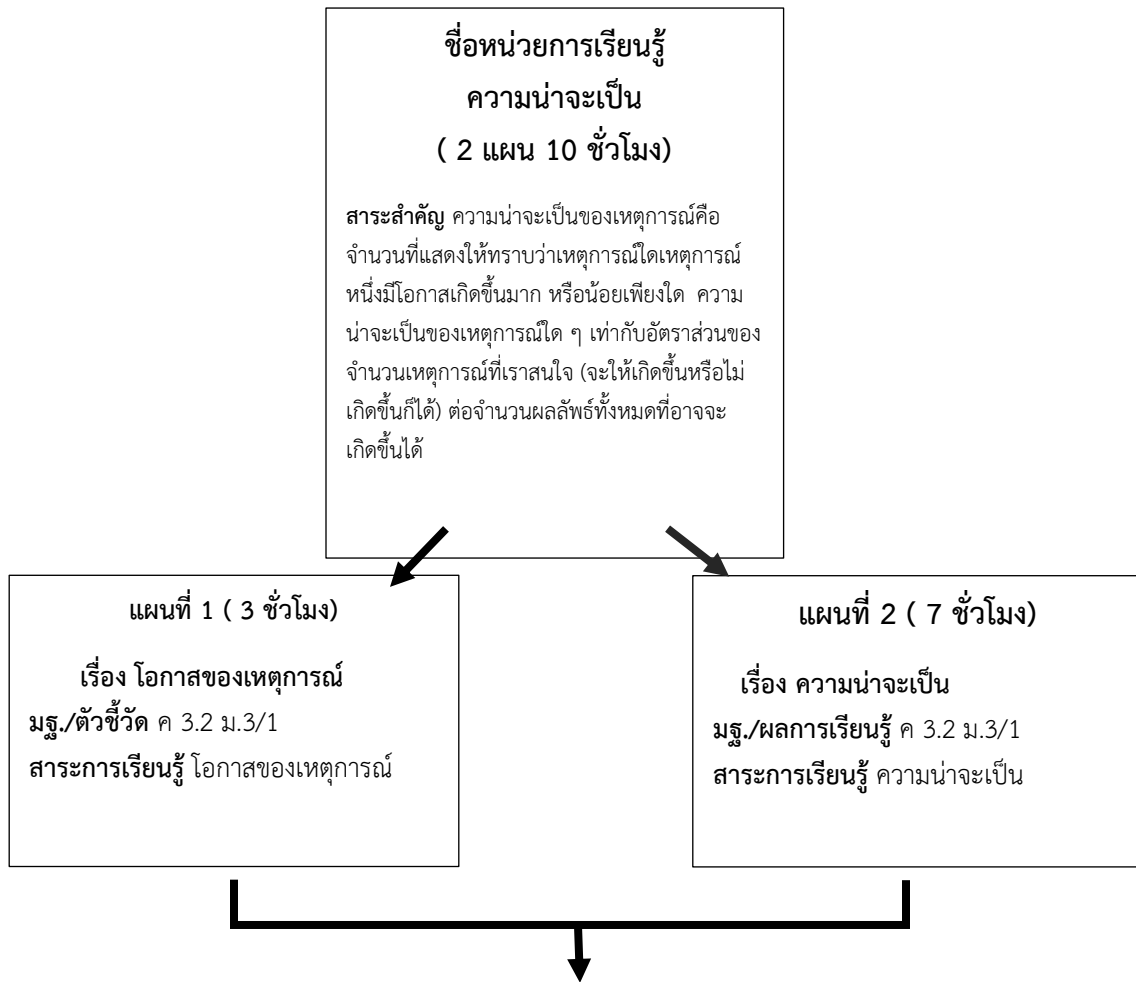 ชื่อหน่วยการเรียนรู้
ความน่าจะเป็น
( 2 แผน 10 ชั่วโมง)
สาระสำคัญ ความน่าจะเป็นของเหตุการณ์คือ
จำนวนที่แสดงให้ทราบว่าเหตุการณ์ใดเหตุการณ์
หนึ่งมีโอกาสเกิดขึ้นมาก หรือน้อยเพียงใด ความ
น่าจะเป็นของเหตุการณ์ใด ๆ เท่ากับอัตราส่วนของ
จำนวนเหตุการณ์ที่เราสนใจ (จะให้เกิดขึ้นหรือไม่
เกิดขึ้นก็ได้) ต่อจำนวนผลลัพธ์ทั้งหมดที่อาจจะ
เกิดขึ้นได้
แผนที่ 1 ( 3 ชั่วโมง)
เรื่อง โอกาสของเหตุการณ์
มฐ./ตัวชี้วัด ค 3.2 ม.3/1
สาระการเรียนรู้ โอกาสของเหตุการณ์
แผนที่ 2 ( 7 ชั่วโมง)
เรื่อง ความน่าจะเป็น
มฐ./ผลการเรียนรู้ ค 3.2 ม.3/1
สาระการเรียนรู้ ความน่าจะเป็น